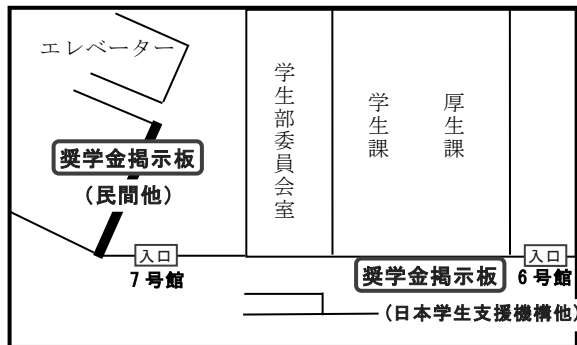 エレベーター
奨学金掲示板
（民間他）
入口
7号館
学生部委員会室
学生課
厚生課
奨学金掲示板
（日本学生支援機構他）
入口
6号館